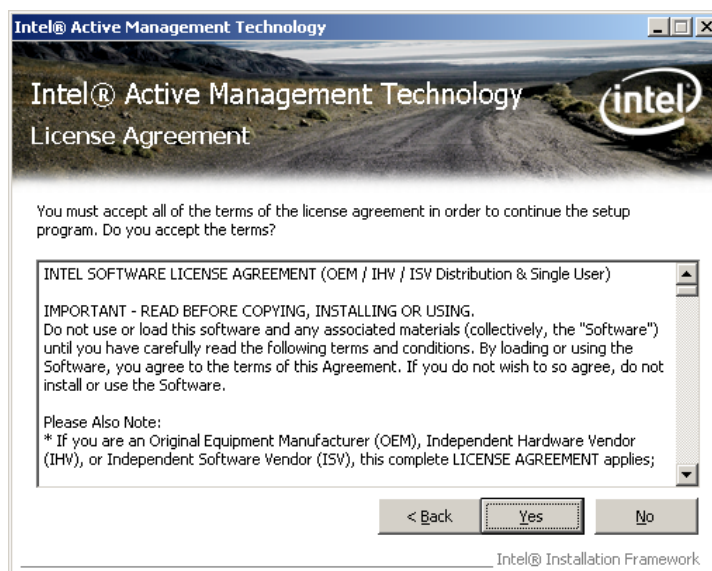 Intel® Active Management Technology
Intel® Active Management Technology
intel
License Agreement
You must accept all of the terms of the license agreement in order to continue the setup
program. Do you accept the terms?
INTEL SOFTWARE LICENSE AGREEMENT (OEM / IHV / ISV Distribution & Single User)
IMPORTANT - READ BEFORE COPYING, INSTALLING OR USING.
Do not use or load this software and any associated materials (collectively, the "Software")
until you have carefully read the following terms and conditions. By loading or using the
Software, you agree to the terms of this Agreement. If you do not wish to so agree, do not
install or use the Software.
Please Also Note:
* If you are an Original Equipment Manufacturer (OEM), Independent Hardware Vendor
(IHV), or Independent Software Vendor (ISV), this complete LICENSE AGREEMENT applies;
< Back Yes No
Intel® Installation Framework